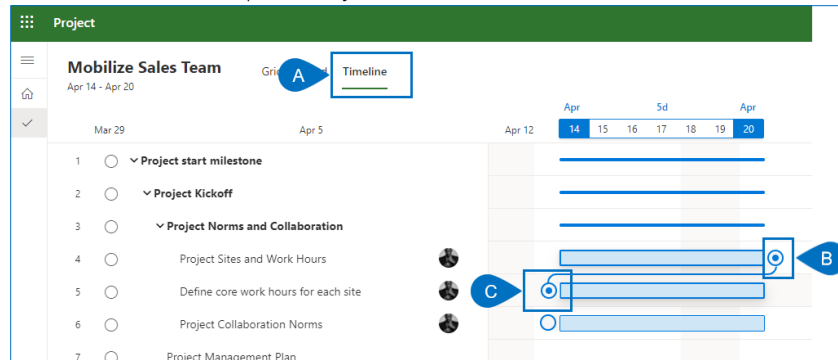 Project
Mobilize Sales Team
Timeline
A
Apr 14 - Apr 20
Apr 5d Apr
Mar 29 Apr 5 Apr 12 14 15 16 17 18 19 20
1 Project start milestone
2 Project Kickoff
3 Project Norms and Collaboration
4 Project Sites and Work Hours
B
5 Define core work hours for each site
C
6 Project Collaboration Norms
7 Project Management Plan